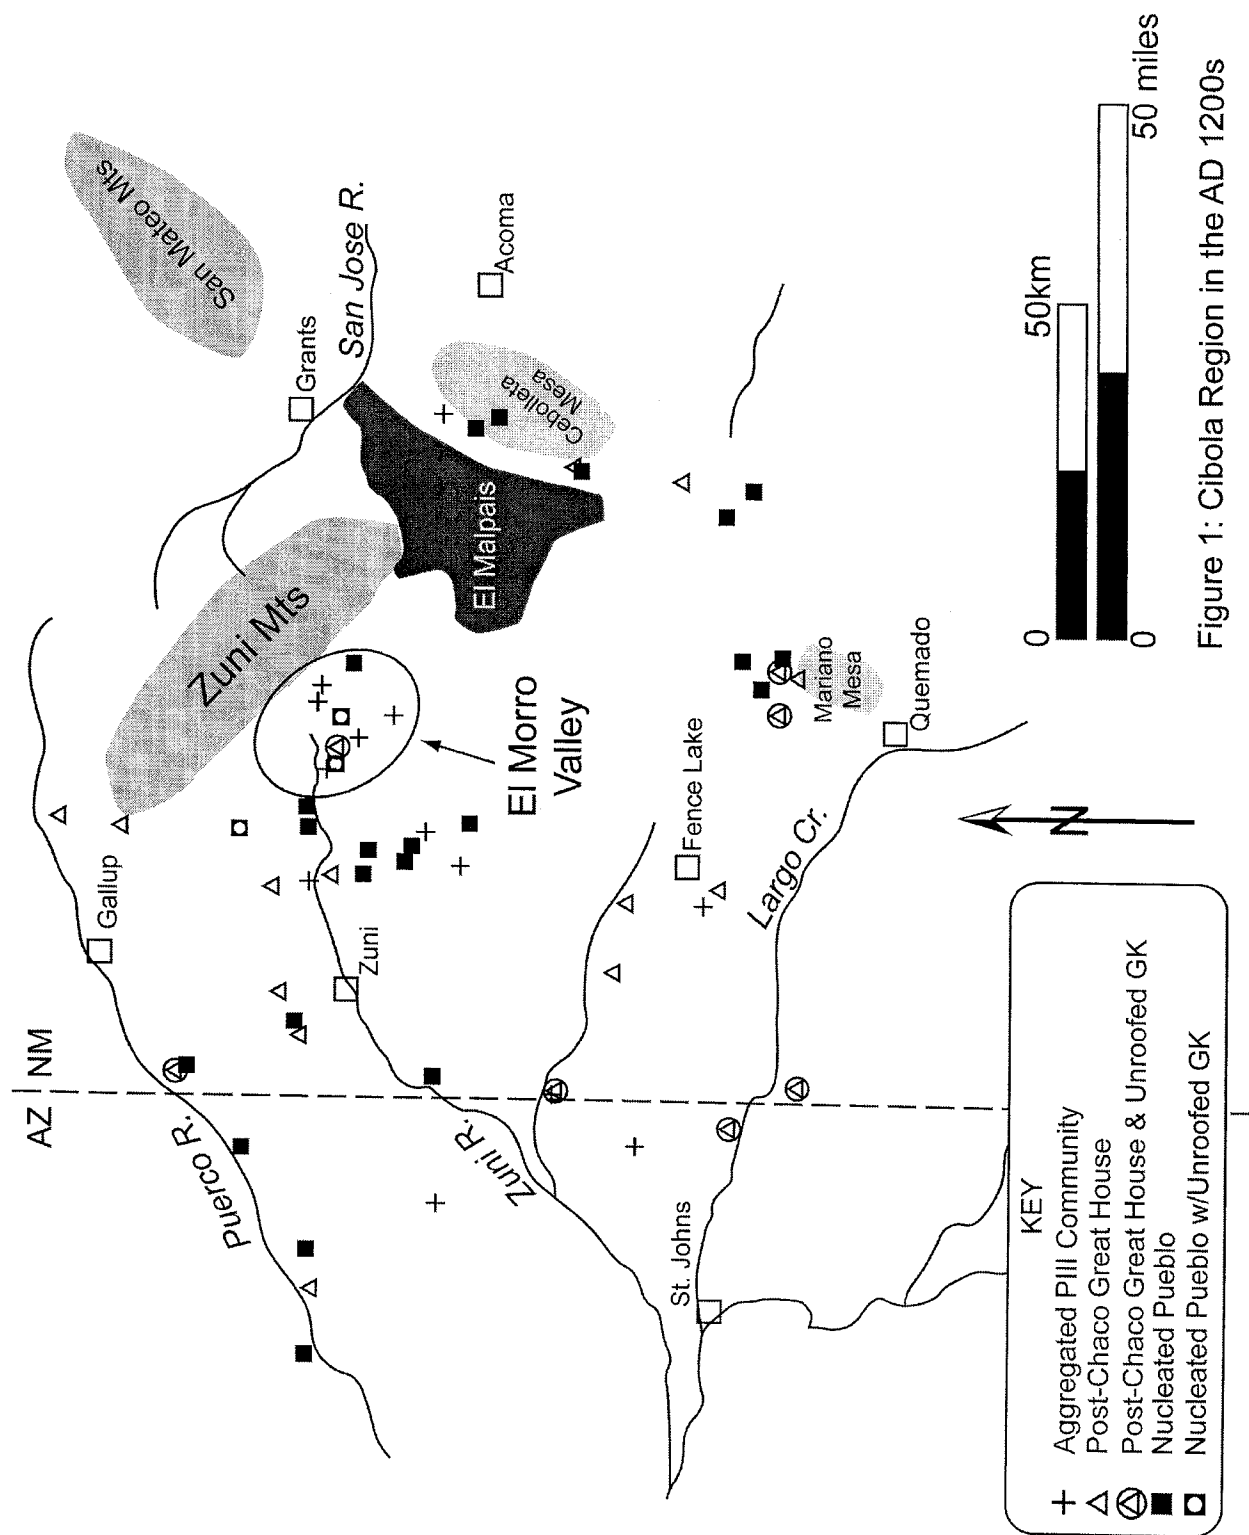 San Mateo Mts
San Jose R.
Grants
Acoma
Cebolleta
Mesa
El Malpais
Zuni Mts
El Morro
Valley
Gallup
Zuni
Fence Lake
Mariano
Mesa
Quemado
Largo Cr.
AZ
NM
Puerco R.
Zuni R.
St. Johns
N
KEY
Aggregated PIII Community
Post-Chaco Great House
Post-Chaco Great House & Unroofed GK
Nucleated Pueblo
Nucleated Pueblo w/Unroofed GK
0
50km
0
50 miles
Figure 1: Cibola Region in the AD 1200s